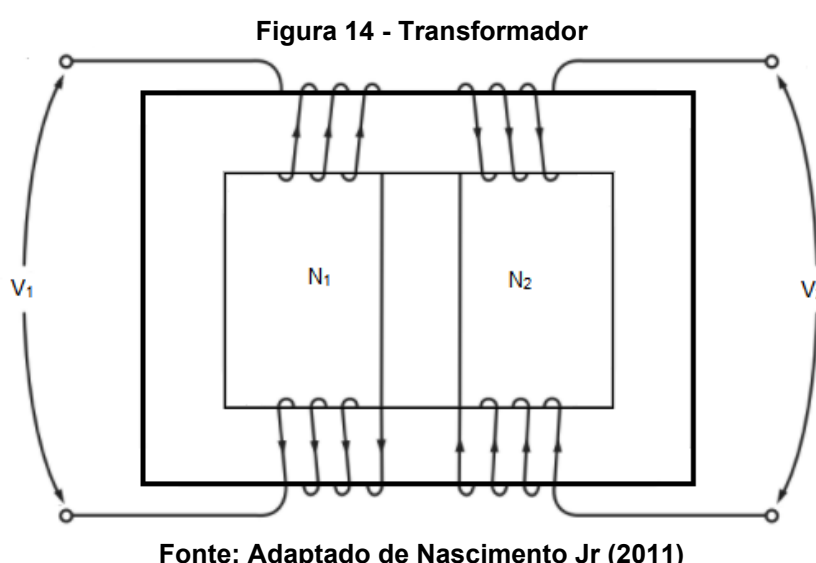 Figura 14 - Transformador
V₁
N₁
N₂
Fonte: Adaptado de Nascimento Jr (2011)